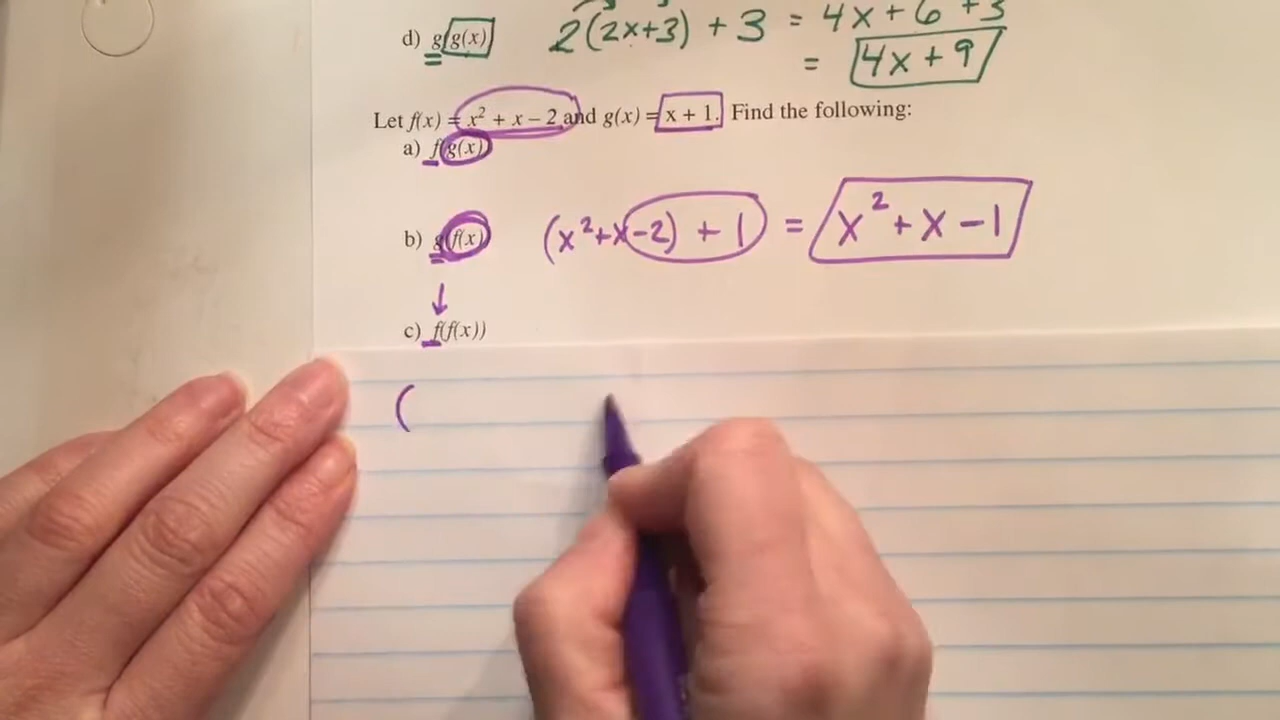 d) g(g(x)) 2(2x+3) + 3 = 4x + 6 + 3
= 4x + 9
Let f(x) = x² + x − 2 and g(x) = x + 1. Find the following:
a) f(g(x))
b) g(f(x)) (x²+x-2) + 1 = x² + x - 1
↓
c) f(f(x))
(